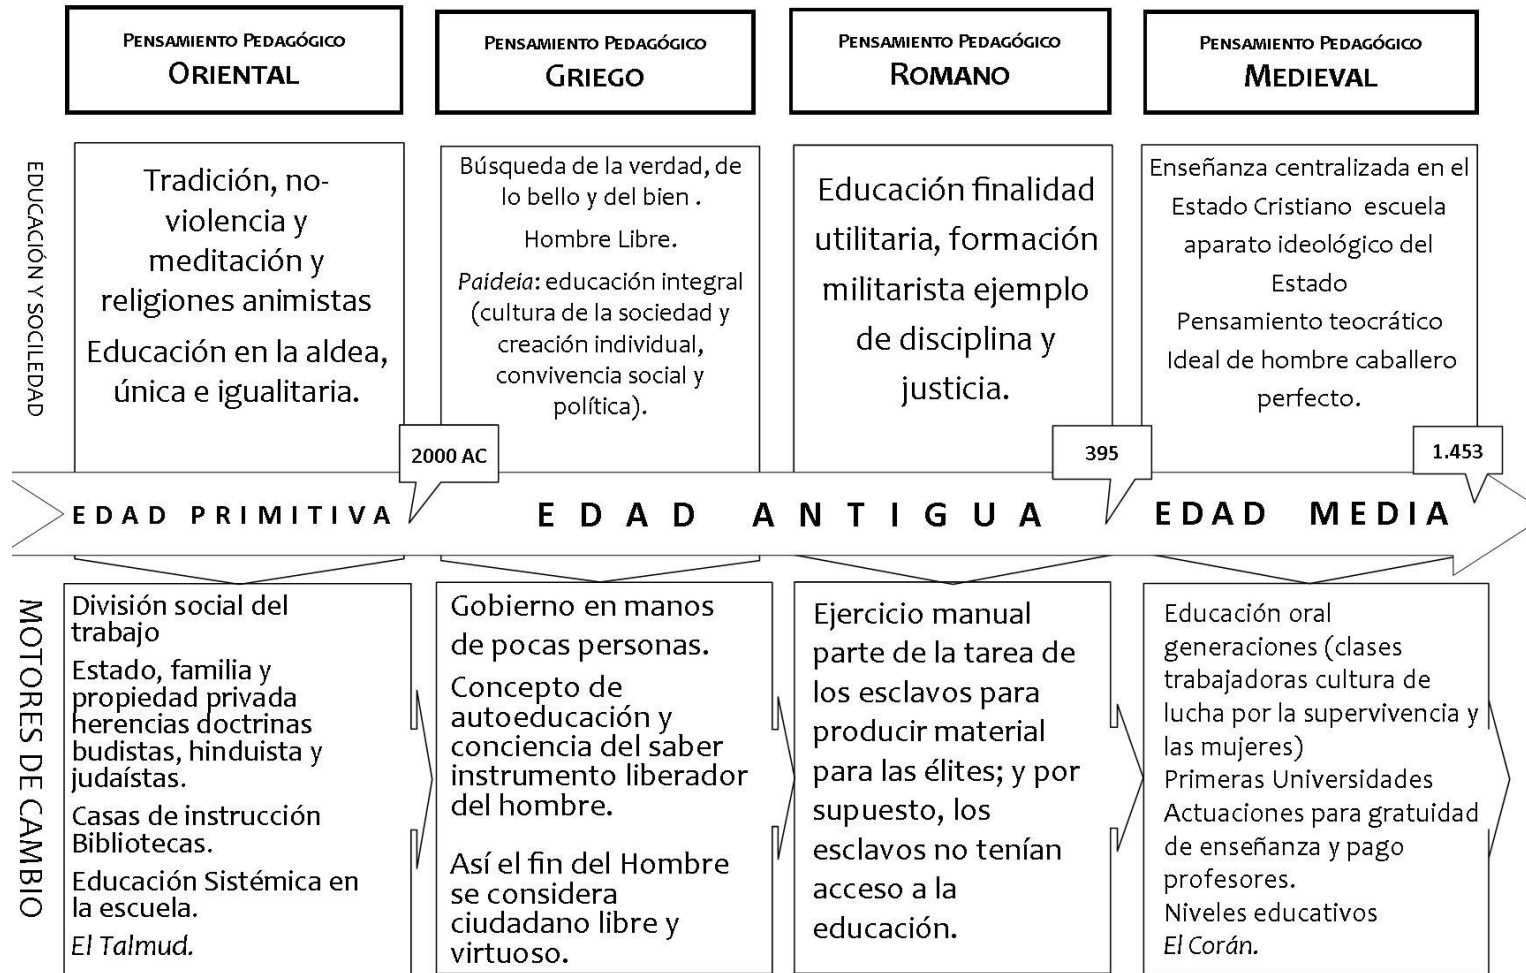 PENSAMIENTO PEDAGÓGICO
ORIENTAL
PENSAMIENTO PEDAGÓGICO
GRIEGO
PENSAMIENTO PEDAGÓGICO
ROMANO
PENSAMIENTO PEDAGÓGICO
MEDIEVAL
EDUCACIÓN Y SOCILEDAD
Tradición, no-
violencia y
meditación y
religiones animistas
Educación en la aldea,
única e igualitaria.
Búsqueda de la verdad, de
lo bello y del bien .
Hombre Libre.
Paideia: educación integral
(cultura de la sociedad y
creación individual,
convivencia social y
política).
Educación finalidad
utilitaria, formación
militarista ejemplo
de disciplina y
justicia.
Enseñanza centralizada en el
Estado Cristiano escuela
aparato ideológico del
Estado
Pensamiento teocrático
Ideal de hombre caballero
perfecto.
2000 AC
395
1.453
EDAD PRIMITIVA
EDAD ANTIGUA
EDAD MEDIA
MOTORES DE CAMBIO
División social del
trabajo
Estado, familia y
propiedad privada
herencias doctrinas
budistas, hinduista y
judaístas.
Casas de instrucción
Bibliotecas.
Educación Sistémica en
la escuela.
El Talmud.
Gobierno en manos
de pocas personas.
Concepto de
autoeducación y
conciencia del saber
instrumento liberador
del hombre.
Así el fin del Hombre
se considera
ciudadano libre y
virtuoso.
Ejercicio manual
parte de la tarea de
los esclavos para
producir material
para las élites; y por
supuesto, los
esclavos no tenían
acceso a la
educación.
Educación oral
generaciones (clases
trabajadoras cultura de
lucha por la supervivencia y
las mujeres)
Primeras Universidades
Actuaciones para gratuidad
de enseñanza y pago
profesores.
Niveles educativos
El Corán.